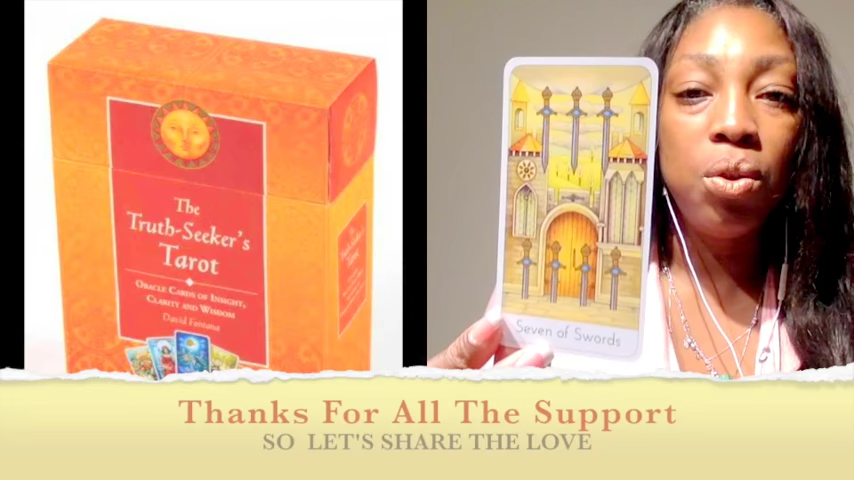 The
Truth-Seeker's
Tarot
Oracle Cards of Insight,
Clarity and Wisdom
David Fontana
Tarot
Seven of Swords
Thanks For All The Support
SO LET'S SHARE THE LOVE